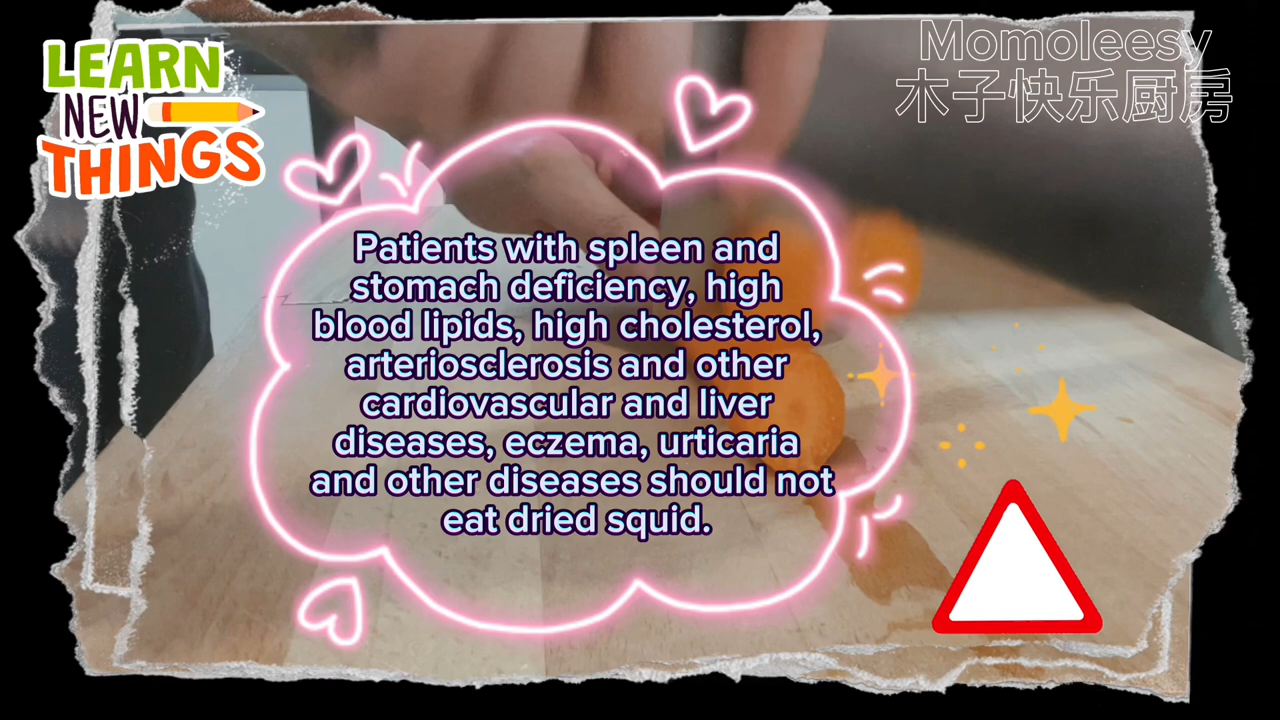 LEARN
NEW
THINGS
Momoleesy
木子快乐厨房
Patients with spleen and
stomach deficiency, high
blood lipids, high cholesterol,
arteriosclerosis and other
cardiovascular and liver
diseases, eczema, urticaria
and other diseases should not
eat dried squid.